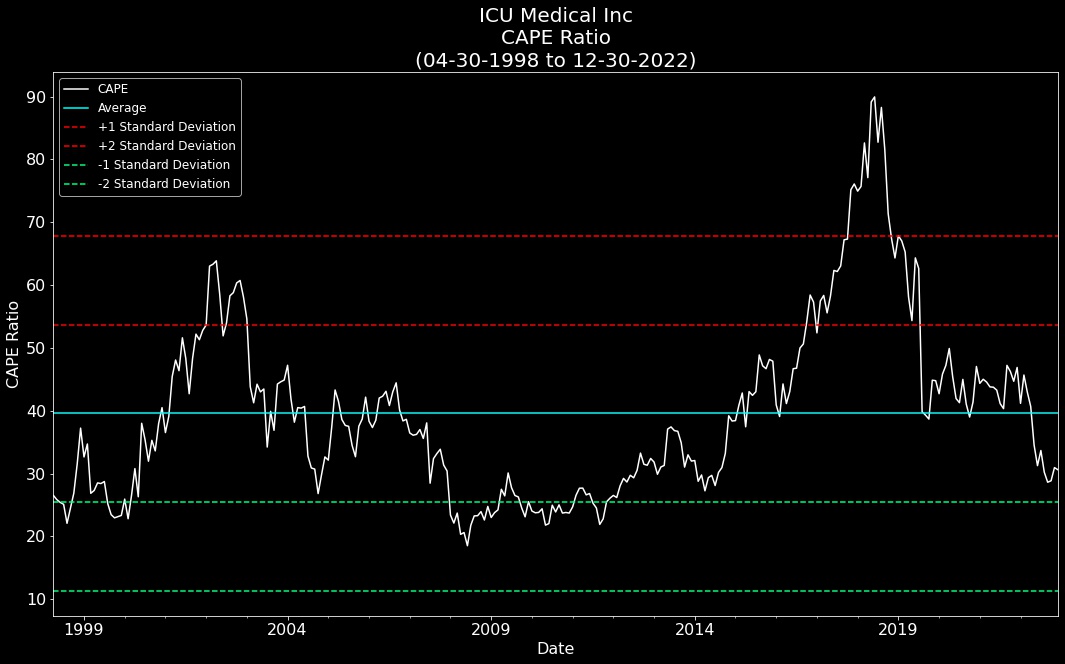 ICU Medical Inc
CAPE Ratio
(04-30-1998 to 12-30-2022)
CAPE
Average
+1 Standard Deviation
+2 Standard Deviation
-1 Standard Deviation
-2 Standard Deviation
CAPE Ratio
90
80
70
60
50
40
30
20
10
1999 2004 2009 2014 2019
Date